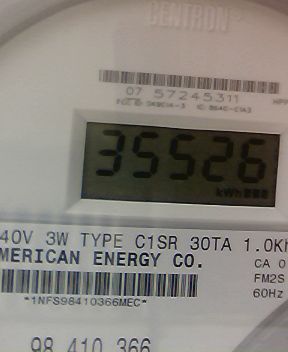 CENTRON®
07 57245311
35526
kWh
40V 3W TYPE C1SR 30TA 1.0Kh
MERICAN ENERGY CO.
CA 0
FM2S
60Hz
*1NFS98410366MEC*
98 410 366